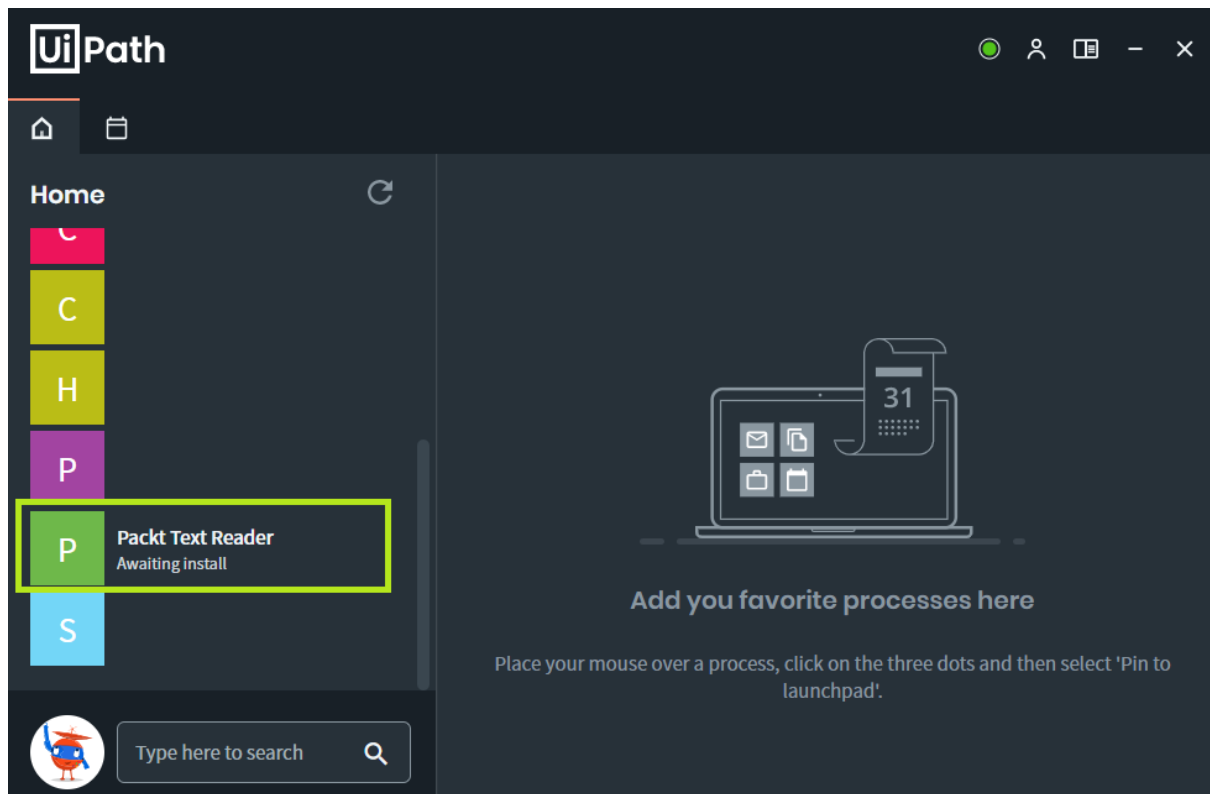 UiPath
Home
C
C
H
P
P
Packt Text Reader
Awaiting install
S
Type here to search
31
Add you favorite processes here
Place your mouse over a process, click on the three dots and then select 'Pin to
launchpad'.